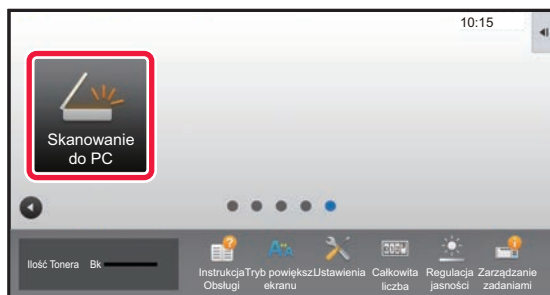 10:15
Skanowanie
do PC
Ilość Tonera Bk
Instrukcja
Obsługi
Tryb powiększ
ekranu
Ustawienia
Całkowita
liczba
Regulacja
jasności
Zarządzanie
zadaniami